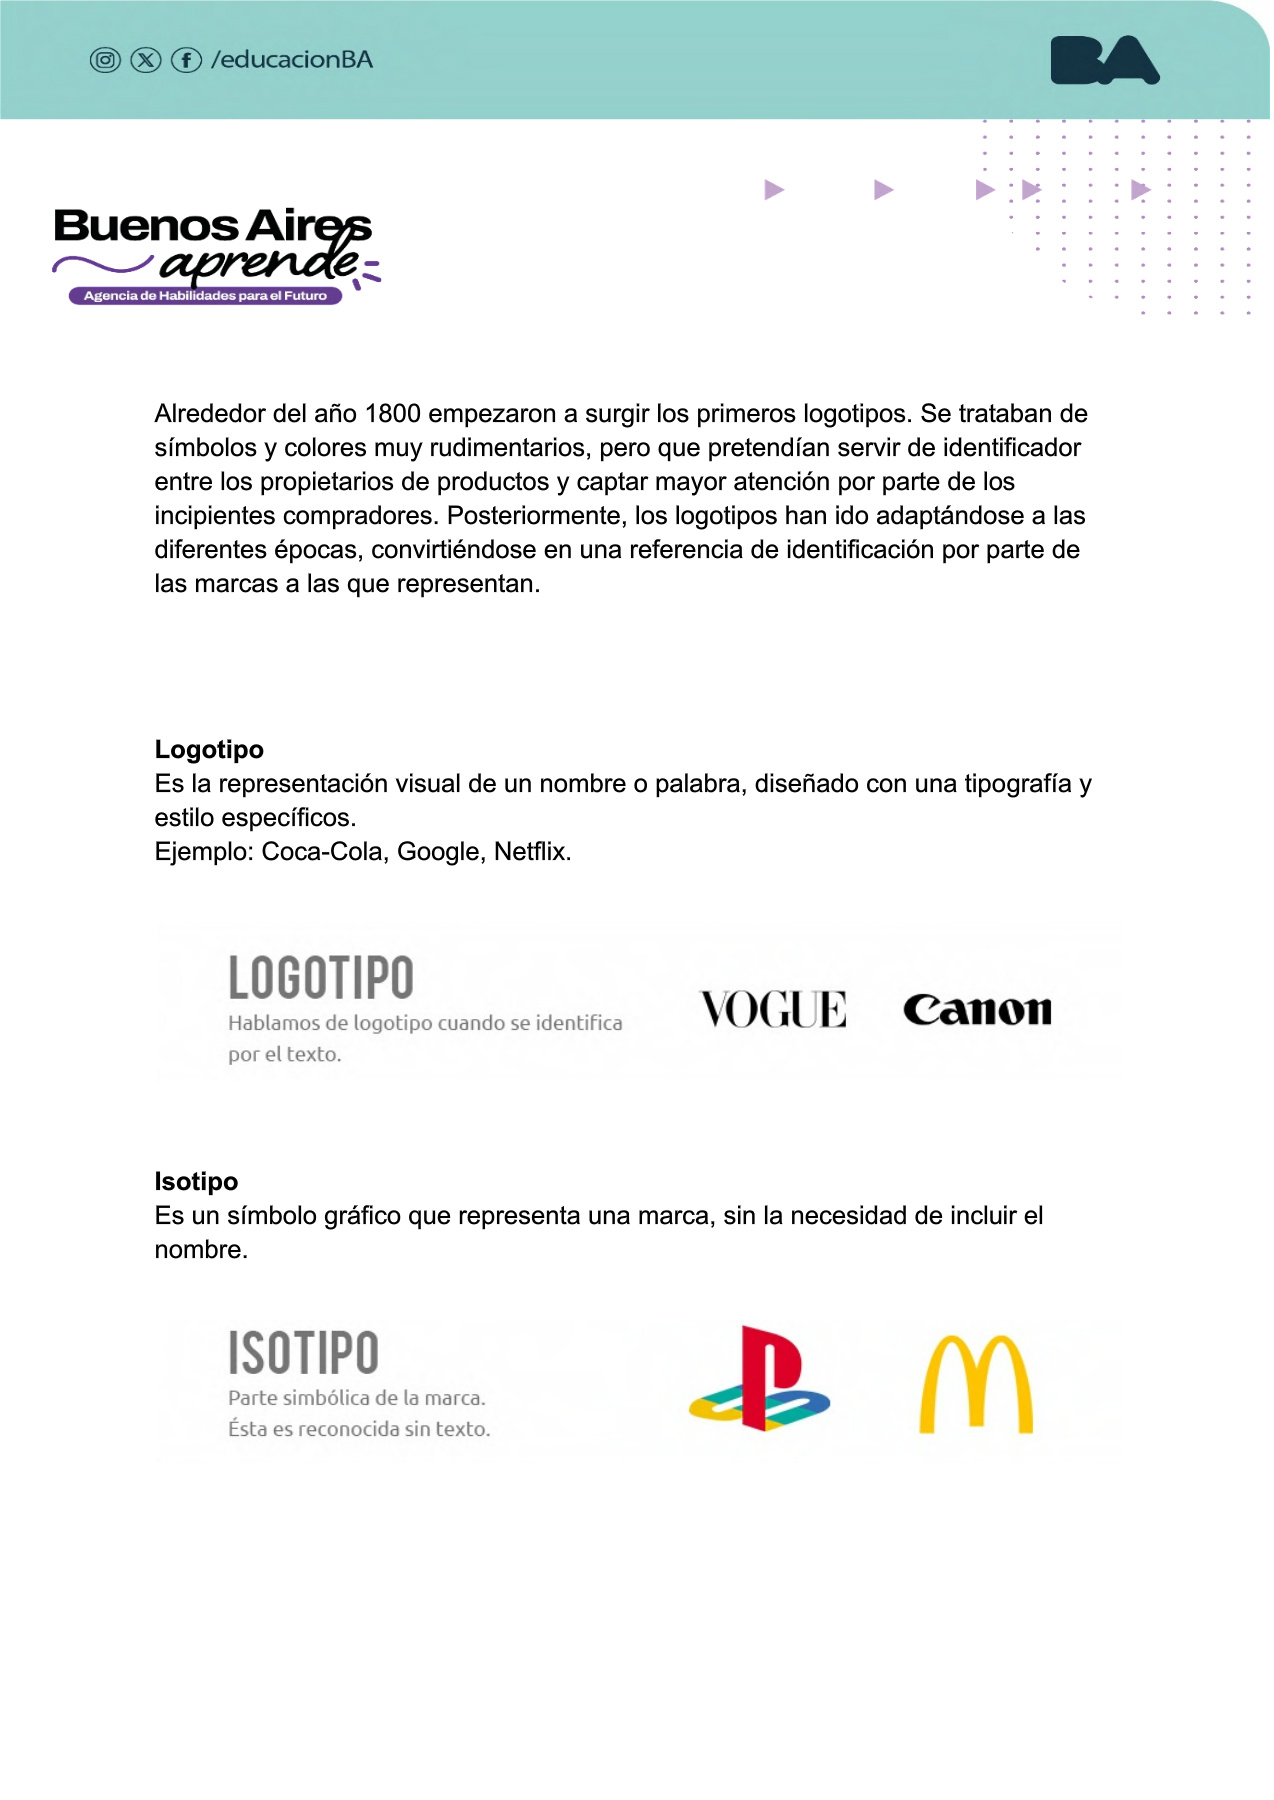 /educacionBA
BA
Buenos Aires
aprende
Agencia de Habilidades para el Futuro
Alrededor del año 1800 empezaron a surgir los primeros logotipos. Se trataban de
símbolos y colores muy rudimentarios, pero que pretendían servir de identificador
entre los propietarios de productos y captar mayor atención por parte de los
incipientes compradores. Posteriormente, los logotipos han ido adaptándose a las
diferentes épocas, convirtiéndose en una referencia de identificación por parte de
las marcas a las que representan.
Logotipo
Es la representación visual de un nombre o palabra, diseñado con una tipografía y
estilo específicos.
Ejemplo: Coca-Cola, Google, Netflix.
LOGOTIPO
Hablamos de logotipo cuando se identifica
por el texto.
VOGUE Canon
Isotipo
Es un símbolo gráfico que representa una marca, sin la necesidad de incluir el
nombre.
ISOTIPO
Parte simbólica de la marca.
Ésta es reconocida sin texto.